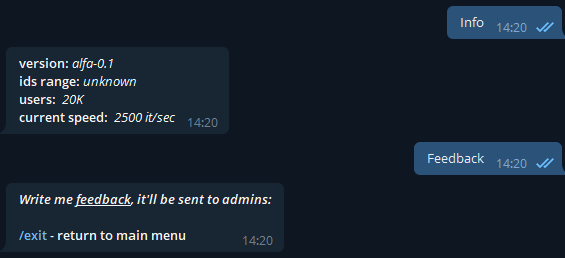 Info 14:20
version: alfa-0.1
ids range: unknown
users: 20K
current speed: 2500 it/sec 14:20
Feedback 14:20
Write me feedback, it'll be sent to admins:
/exit - return to main menu 14:20